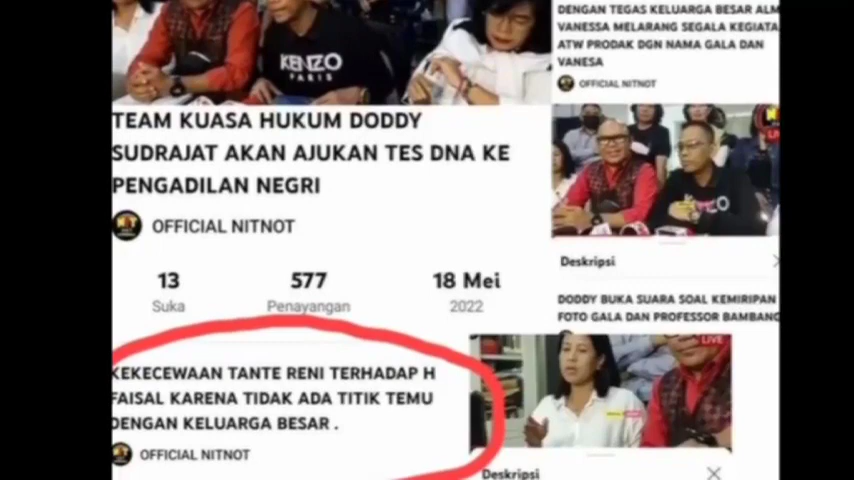 KENZO
PARIS
TEAM KUASA HUKUM DODDY
SUDRAJAT AKAN AJUKAN TES DNA KE
PENGADILAN NEGRI
OFFICIAL NITNOT
13
577
18 Mei
Suka
Penayangan
2022
KEKECEWAAN TANTE RENI TERHADAP H
FAISAL KARENA TIDAK ADA TITIK TEMU
DENGAN KELUARGA BESAR .
OFFICIAL NITNOT
DENGAN TEGAS KELUARGA BESAR ALM
VANESSA MELARANG SEGALA KEGIATA
ATW PRODAK DGN NAMA GALA DAN
VANESA
OFFICIAL NITNOT
Deskripsi
DODDY BUKA SUARA SOAL KEMIRIPAN
FOTO GALA DAN PROFESSOR BAMBANG
LIVE
Deskripsi